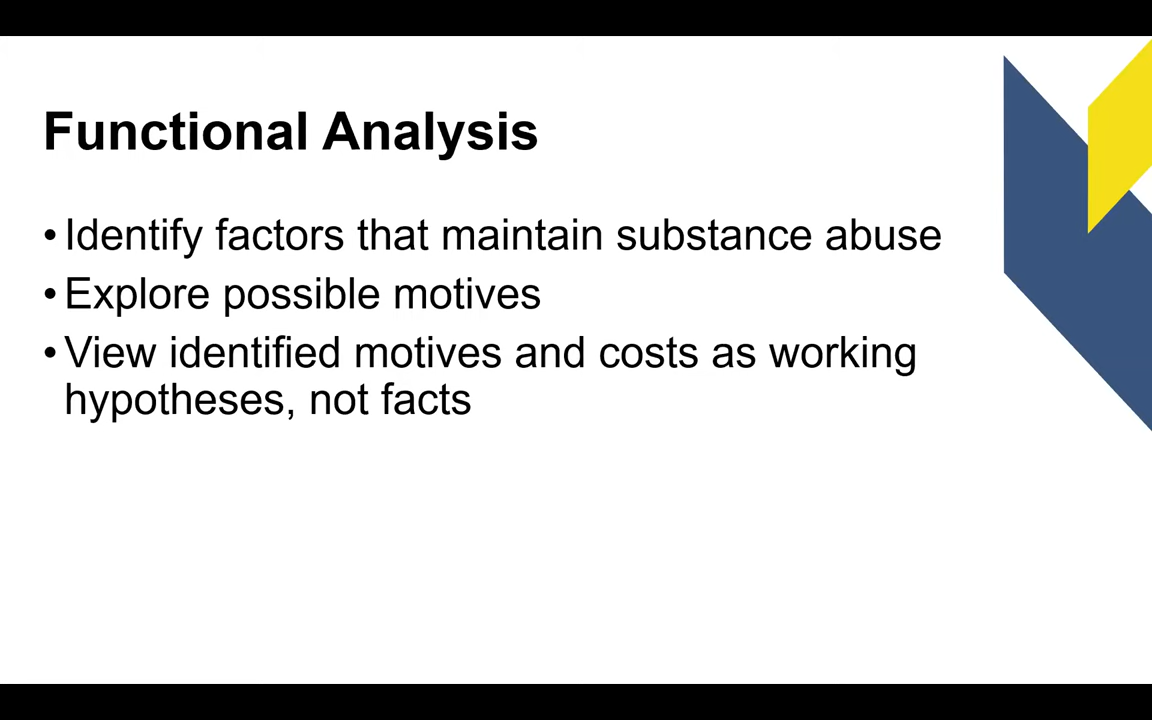 Functional Analysis
• Identify factors that maintain substance abuse
• Explore possible motives
• View identified motives and costs as working
hypotheses, not facts